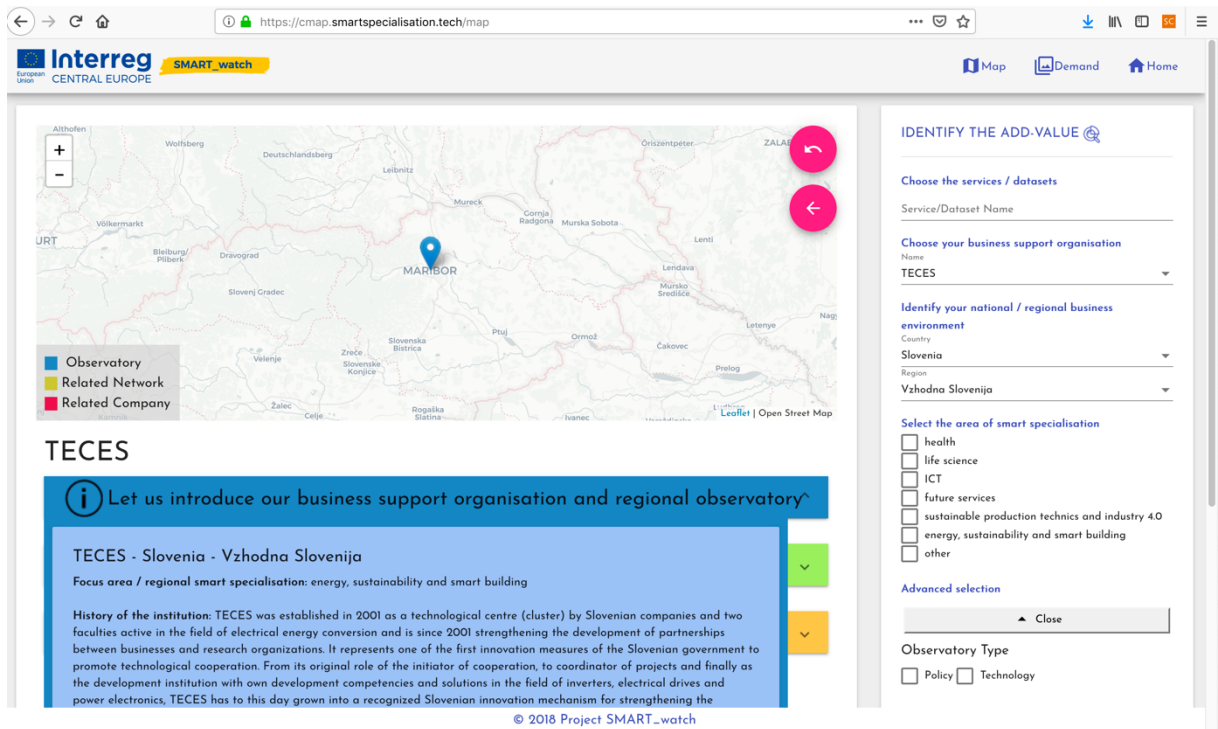 https://cmap.smartspecialisation.tech/map
SC
European
Union
Interreg
CENTRAL EUROPE
SMART_watch
Map
Demand
Home
Althofen
Wolfsberg
Deutschlandsberg
Leibnitz
Őriszentpéter
+
−
Mureck
Gornja
Radgona
Murska Sobota
Völkermarkt
Bleiburg/
Pliberk
Dravograd
MARIBOR
Lenti
Lendava
Slovenj Gradec
Mursko
Središće
Ptuj
Ormož
Letenye
Slovenska
Bistrica
Čakovec
Velenje
Zreče
Slovenske
Konjice
Prelog
Žalec
Celje
Rogaška
Slatina
Ivanec
Observatory
Related Network
Related Company
Leaflet | Open Street Map
TECES
Let us introduce our business support organisation and regional observatory
TECES - Slovenia - Vzhodna Slovenija
Focus area / regional smart specialisation: energy, sustainability and smart building
History of the institution: TECES was established in 2001 as a technological centre (cluster) by Slovenian companies and two
faculties active in the field of electrical energy conversion and is since 2001 strengthening the development of partnerships
between businesses and research organizations. It represents one of the first innovation measures of the Slovenian government to
promote technological cooperation. From its original role of the initiator of cooperation, to coordinator of projects and finally as
the development institution with own development competencies and solutions in the field of inverters, electrical drives and
power electronics, TECES has to this day grown into a recognized Slovenian innovation mechanism for strengthening the
IDENTIFY THE ADD-VALUE
Choose the services / datasets
Service/Dataset Name
Choose your business support organisation
Name
TECES
Identify your national / regional business
environment
Country
Slovenia
Region
Vzhodna Slovenija
Select the area of smart specialisation
health
life science
ICT
future services
sustainable production technics and industry 4.0
energy, sustainability and smart building
other
Advanced selection
Close
Observatory Type
Policy
Technology
© 2018 Project SMART_watch